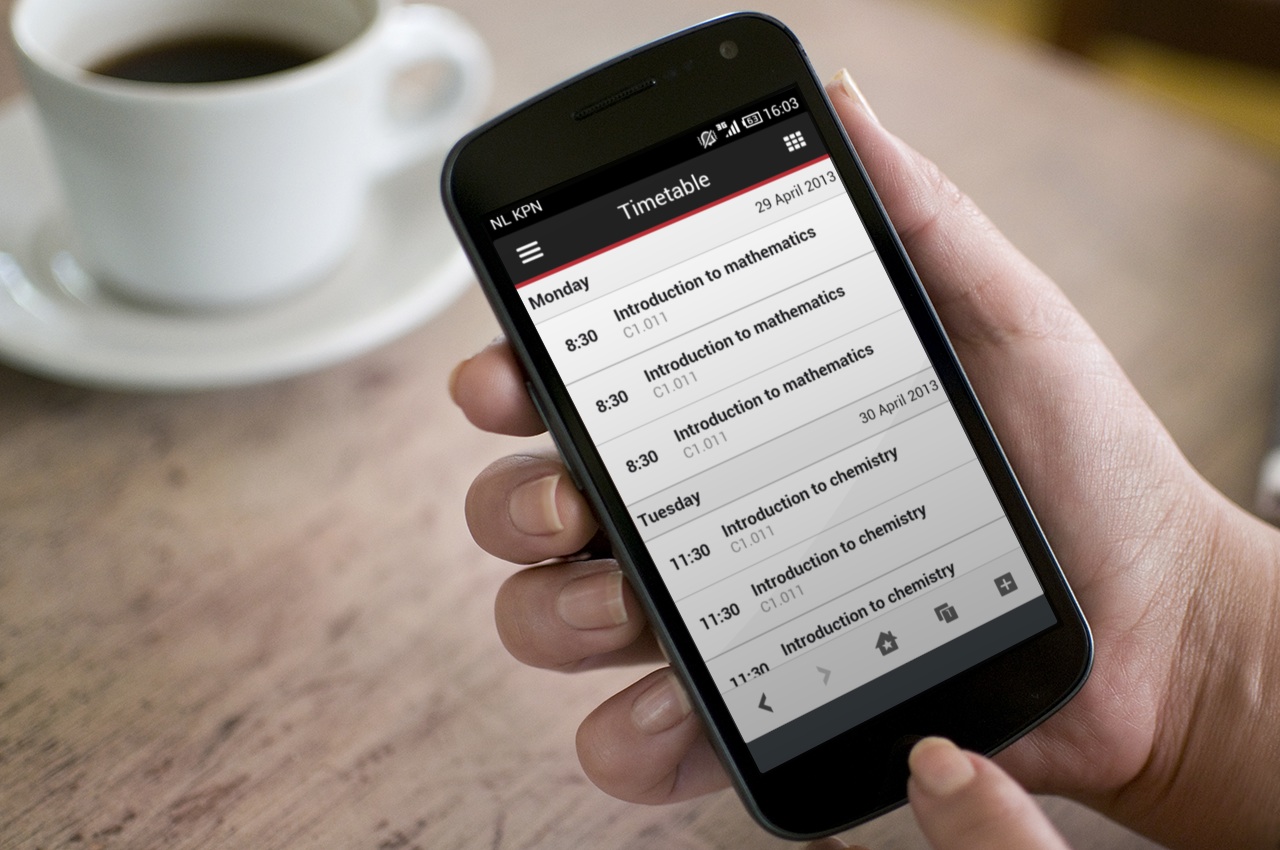 NL KPN 3G 63 16:03
Timetable
Monday 29 April 2013
8:30 Introduction to mathematics
C1.011
8:30 Introduction to mathematics
C1.011
8:30 Introduction to mathematics
C1.011
Tuesday 30 April 2013
11:30 Introduction to chemistry
C1.011
11:30 Introduction to chemistry
C1.011
11:30 Introduction to chemistry